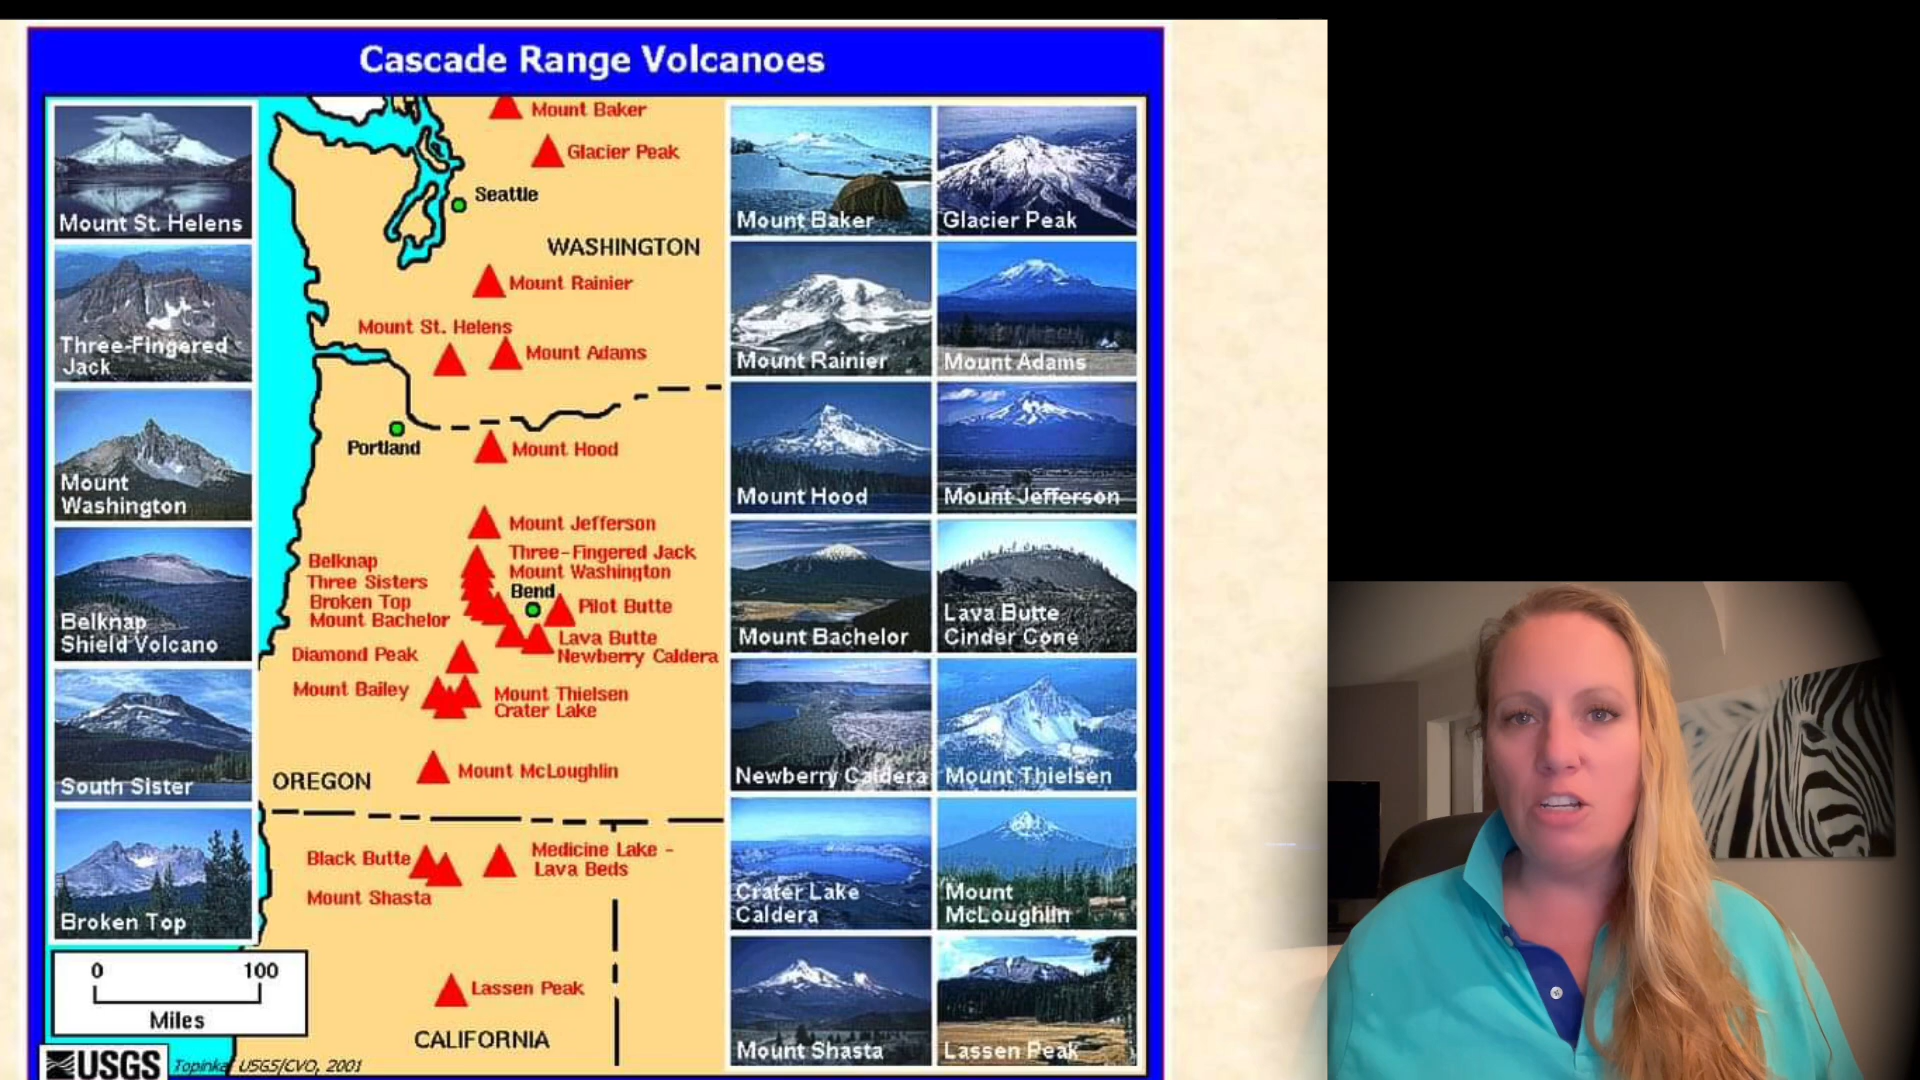 Cascade Range Volcanoes
Mount St. Helens
Three-Fingered
Jack
Mount
Washington
Belknap
Shield Volcano
South Sister
Broken Top
0 100
Miles
USGS
Topinka, USGS/CVO, 2001
Mount Baker
Glacier Peak
Seattle
WASHINGTON
Mount Rainier
Mount St. Helens
Mount Adams
Portland
Mount Hood
Mount Jefferson
Three-Fingered Jack
Mount Washington
Belknap
Three Sisters
Broken Top
Mount Bachelor
Bend
Pilot Butte
Lava Butte
Newberry Caldera
Diamond Peak
Mount Bailey
Mount Thielsen
Crater Lake
Mount McLoughlin
OREGON
Black Butte
Mount Shasta
Medicine Lake -
Lava Beds
Lassen Peak
CALIFORNIA
Mount Baker
Glacier Peak
Mount Rainier
Mount Adams
Mount Hood
Mount Jefferson
Mount Bachelor
Lava Butte
Cinder Cone
Newberry Caldera
Mount Thielsen
Crater Lake
Caldera
Mount
McLoughlin
Mount Shasta
Lassen Peak